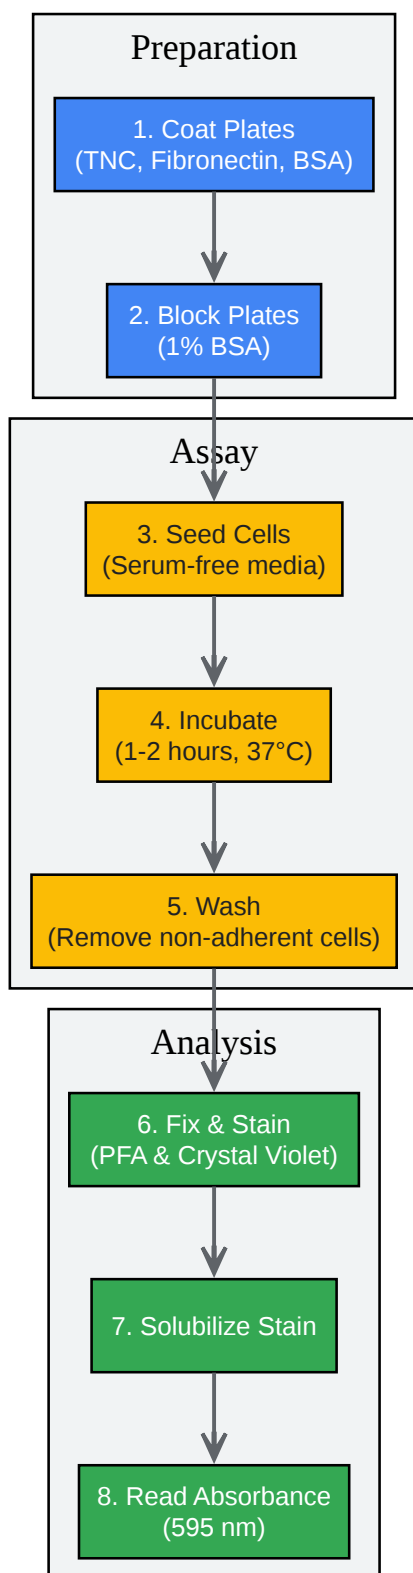 Preparation
1. Coat Plates
(TNC, Fibronectin, BSA)
2. Block Plates
(1% BSA)
Assay
3. Seed Cells
(Serum-free media)
4. Incubate
(1-2 hours, 37°C)
5. Wash
(Remove non-adherent cells)
Analysis
6. Fix & Stain
(PFA & Crystal Violet)
7. Solubilize Stain
8. Read Absorbance
(595 nm)